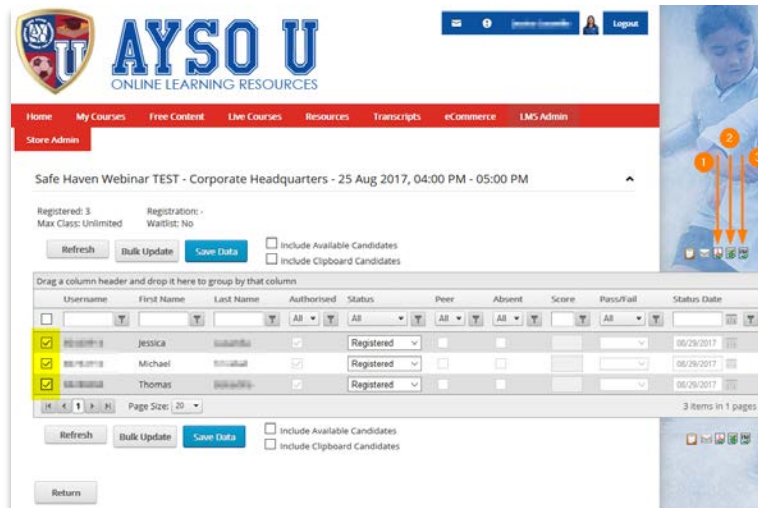 AYSO U
ONLINE LEARNING RESOURCES
Logout
Home My Courses Free Content Live Courses Resources Transcripts eCommerce LMS Admin
Store Admin
1 2
Safe Haven Webinar TEST - Corporate Headquarters - 25 Aug 2017, 04:00 PM - 05:00 PM
Registered: 3 Registration: -
Max Class: Unlimited Waitlist: No
Refresh Bulk Update Save Data Include Available Candidates
Include Clipboard Candidates
Drag a column header and drop it here to group by that column
Username First Name Last Name Authorised Status Peer Absent Score Pass/Fail Status Date
All All All All All
Jessica Registered 08/29/2017
Michael Registered 08/29/2017
Thomas Registered 08/29/2017
1 Page Size: 20 3 items in 1 pages
Refresh Bulk Update Save Data Include Available Candidates
Include Clipboard Candidates
Return